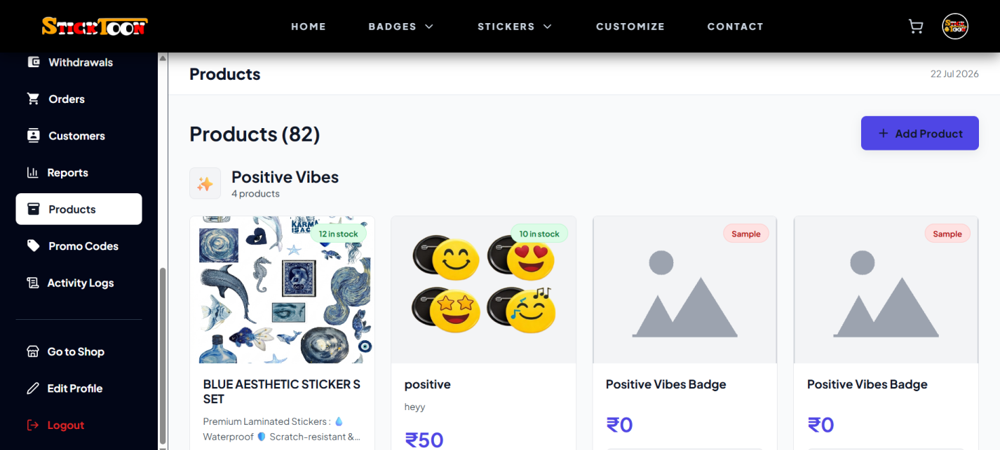 STICKTOON
HOME
BADGES
STICKERS
CUSTOMIZE
CONTACT
Withdrawals
Orders
Customers
Reports
Products
Promo Codes
Activity Logs
Go to Shop
Edit Profile
Logout
Products
22 Jul 2026
Products (82)
+ Add Product
Positive Vibes
4 products
KARMA
IS A C
12 in stock
BLUE AESTHETIC STICKER S
SET
Premium Laminated Stickers : 💧
Waterproof 🛡️ Scratch-resistant &...
10 in stock
positive
heyy
₹50
Sample
Positive Vibes Badge
₹0
Sample
Positive Vibes Badge
₹0